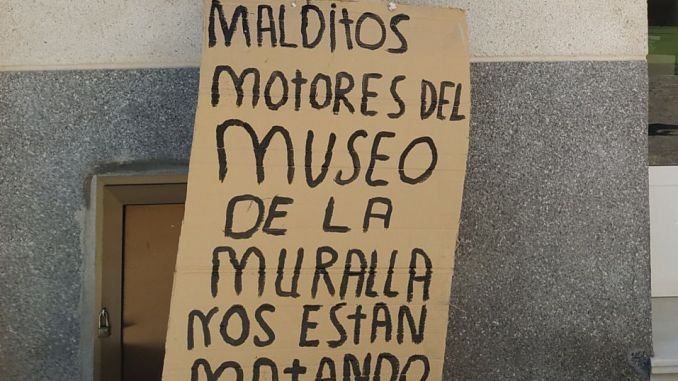 MALDITOS
MOTORES DEL
MUSEO
DE LA
MURALLA
NOS ESTAN
MATANDO